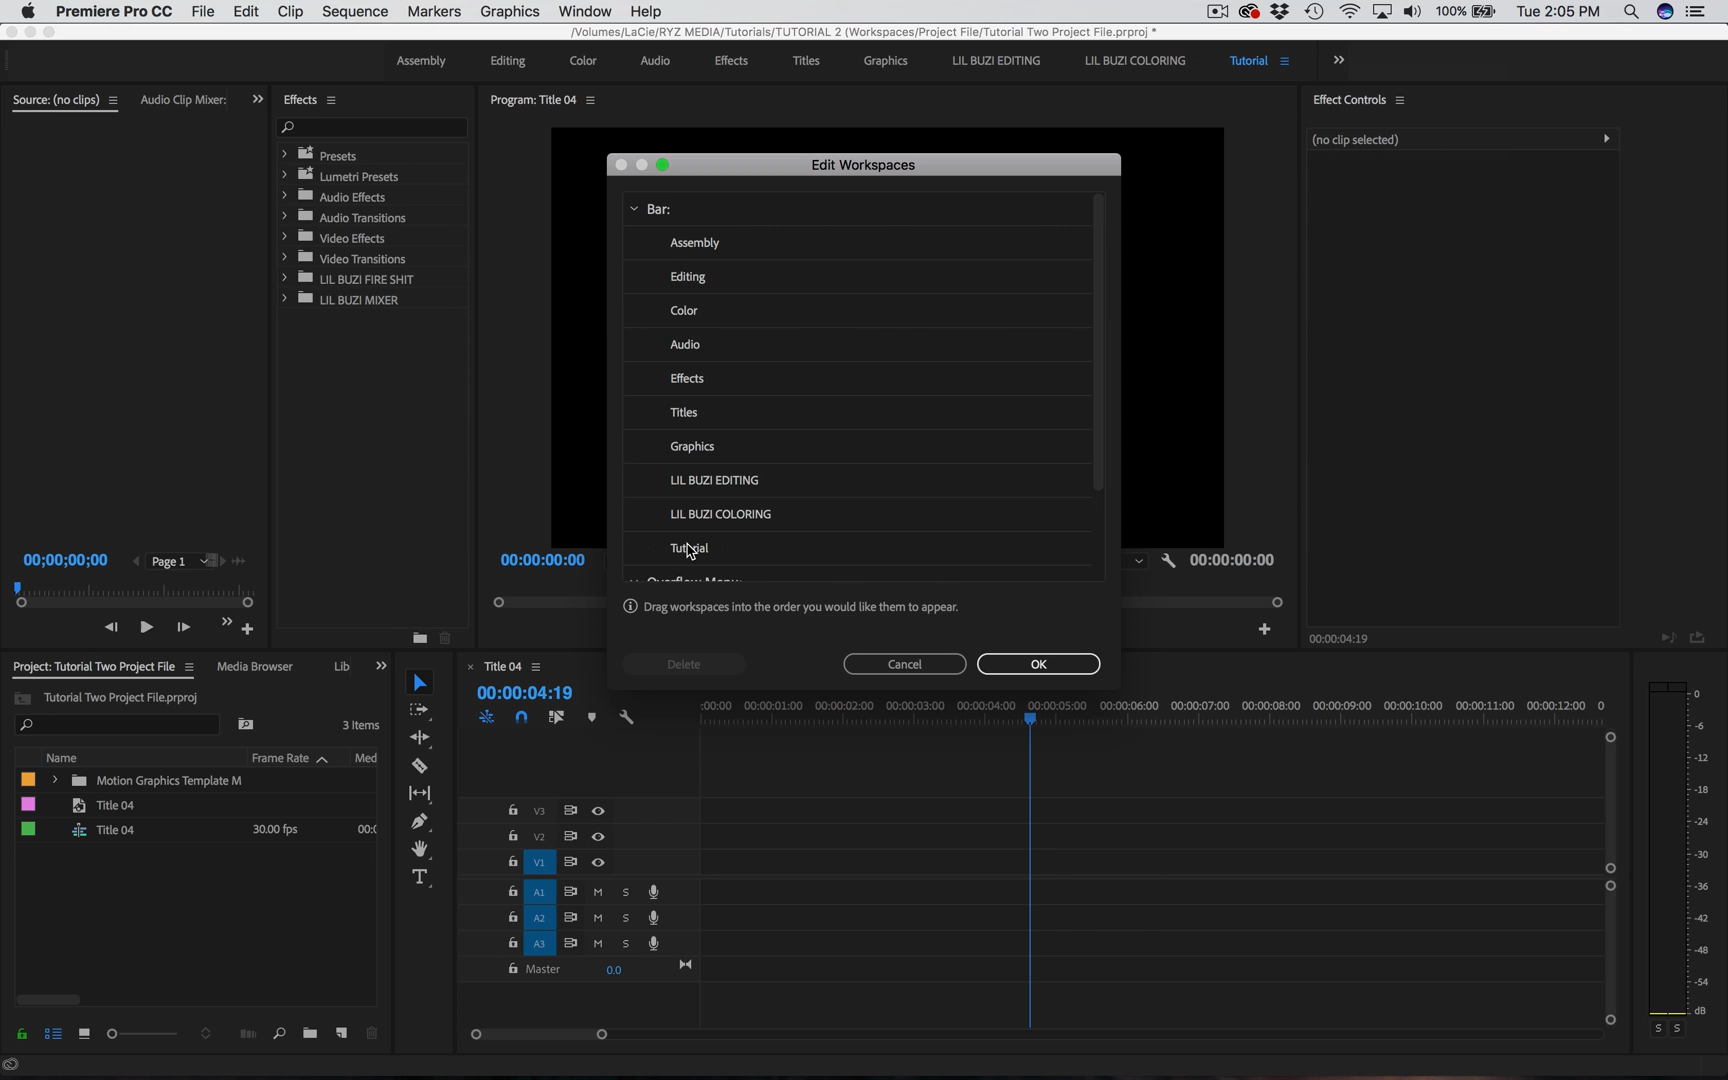 Premiere Pro CC File Edit Clip Sequence Markers Graphics Window Help 100% Tue 2:05 PM
/Volumes/LaCie/RYZ MEDIA/Tutorials/TUTORIAL 2 (Workspaces/Project File/Tutorial Two Project File.prproj *
Assembly Editing Color Audio Effects Titles Graphics LIL BUZI EDITING LIL BUZI COLORING Tutorial
Source: (no clips) Audio Clip Mixer: Effects Program: Title 04 Effect Controls
(no clip selected)
Presets
Lumetri Presets
Audio Effects
Audio Transitions
Video Effects
Video Transitions
LIL BUZI FIRE SHIT
LIL BUZI MIXER
Edit Workspaces
Bar:
Assembly
Editing
Color
Audio
Effects
Titles
Graphics
LIL BUZI EDITING
LIL BUZI COLORING
Tutorial
Overflow Menu:
Drag workspaces into the order you would like them to appear.
Delete Cancel OK
00;00;00;00 Page 1 00:00:00:00 00:00:00:00
00:00:04:19
Project: Tutorial Two Project File Media Browser Lib
Tutorial Two Project File.prproj
3 Items
Name Frame Rate Med
Motion Graphics Template M
Title 04
Title 04 30.00 fps 00:0
Title 04
00:00:04:19
:00:00 00:00:01:00 00:00:02:00 00:00:03:00 00:00:04:00 00:00:05:00 00:00:06:00 00:00:07:00 00:00:08:00 00:00:09:00 00:00:10:00 00:00:11:00 00:00:12:00 0
V3
V2
V1
A1 M S
A2 M S
A3 M S
Master 0.0
0
-6
-12
-18
-24
-30
-36
-42
-48
-54
dB
S S